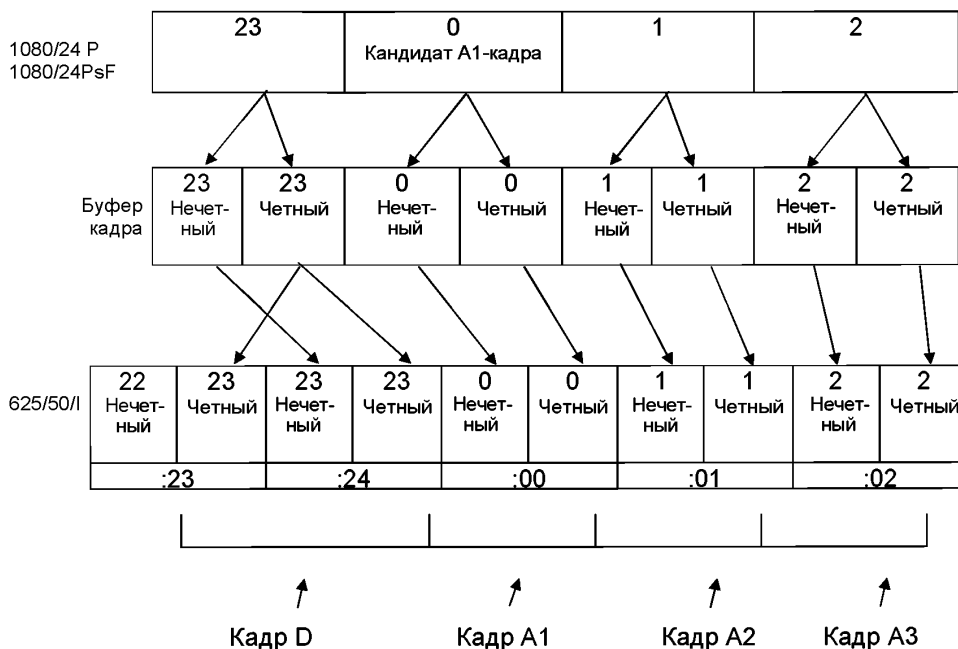 23 0 1 2
1080/24 P
1080/24PsF
Кандидат А1-кадра
Буфер
кадра
23 23 0 0 1 1 2 2
Нечет-
ный
Четный
Нечет-
ный
Четный
Нечет-
ный
Четный
Нечет-
ный
Четный
625/50/I
22 23 23 23 0 0 1 1 2 2
Нечет-
ный
Четный
Нечет-
ный
Четный
Нечет-
ный
Четный
Нечет-
ный
Четный
Нечет-
ный
Четный
:23 :24 :00 :01 :02
Кадр D Кадр А1 Кадр А2 Кадр А3